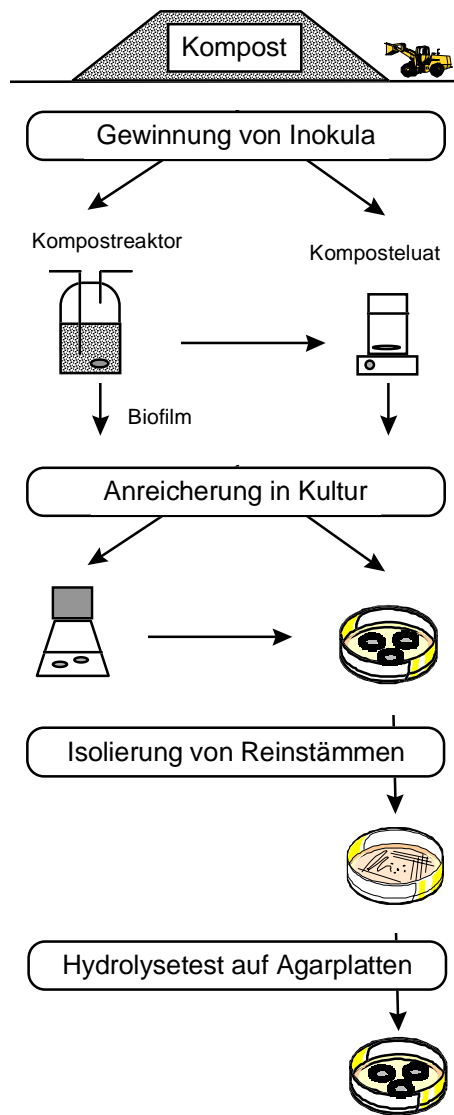 Kompost
Gewinnung von Inokula
Kompostreaktor
Komposteluat
Biofilm
Anreicherung in Kultur
Isolierung von Reinstämmen
Hydrolysetest auf Agarplatten